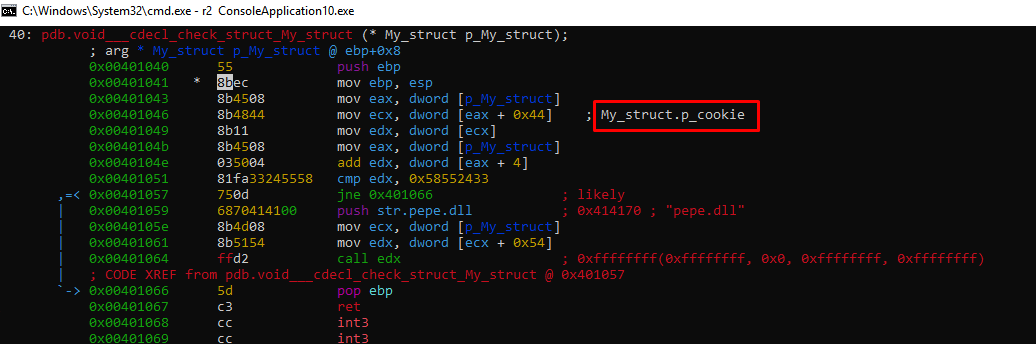 C:\Windows\System32\cmd.exe - r2 ConsoleApplication10.exe
40: pdb.void___cdecl_check_struct_My_struct (* My_struct p_My_struct);
; arg * My_struct p_My_struct @ ebp+0x8
0x00401040 55 push ebp
0x00401041 * 8bec mov ebp, esp
0x00401043 8b4508 mov eax, dword [p_My_struct]
0x00401046 8b4844 mov ecx, dword [eax + 0x44] ; My_struct.p_cookie
0x00401049 8b11 mov edx, dword [ecx]
0x0040104b 8b4508 mov eax, dword [p_My_struct]
0x0040104e 035004 add edx, dword [eax + 4]
0x00401051 81fa33245558 cmp edx, 0x58552433
,=< 0x00401057 750d jne 0x401066 ; likely
| 0x00401059 6870414100 push str.pepe.dll ; 0x414170 ; "pepe.dll"
| 0x0040105e 8b4d08 mov ecx, dword [p_My_struct]
| 0x00401061 8b5154 mov edx, dword [ecx + 0x54]
| 0x00401064 ffd2 call edx ; 0xffffffff(0xffffffff, 0x0, 0xffffffff, 0xffffffff)
| ; CODE XREF from pdb.void___cdecl_check_struct_My_struct @ 0x401057
`-> 0x00401066 5d pop ebp
0x00401067 c3 ret
0x00401068 cc int3
0x00401069 cc int3